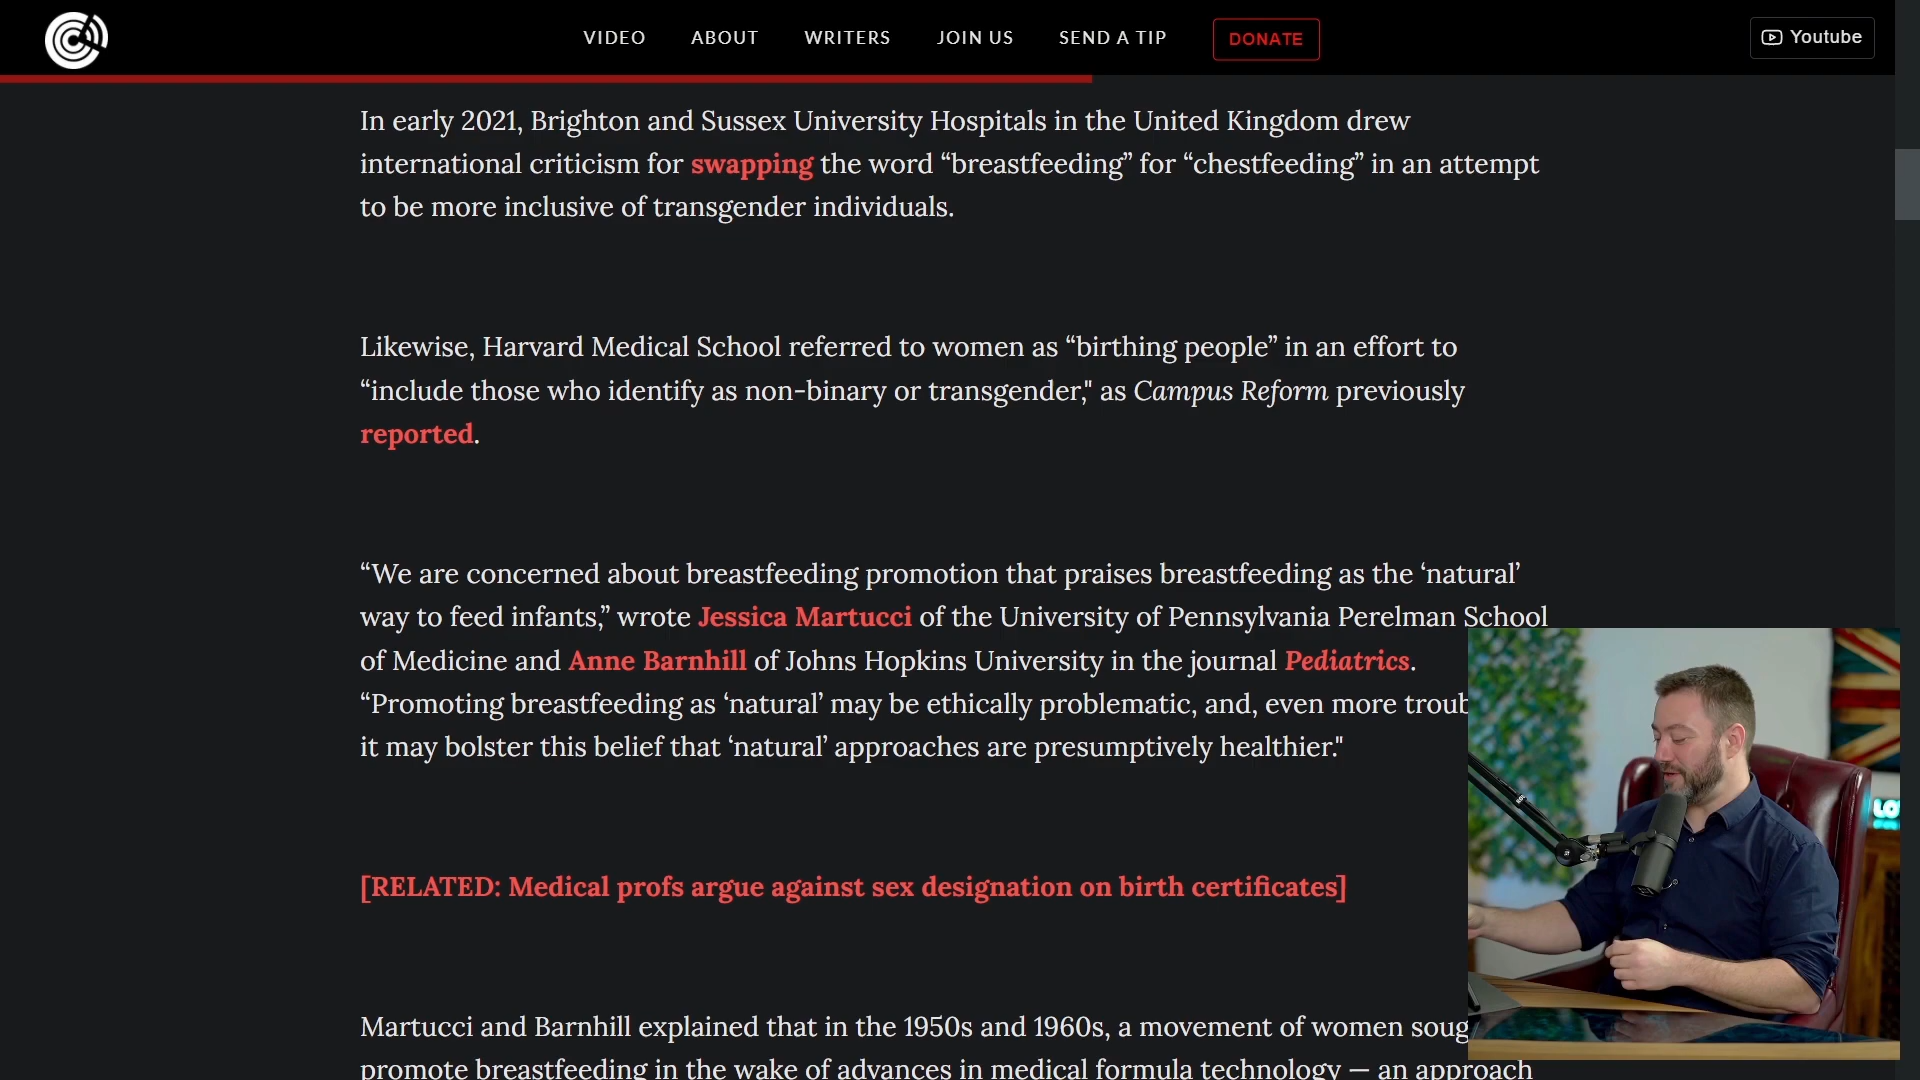 VIDEO ABOUT WRITERS JOIN US SEND A TIP DONATE Youtube
In early 2021, Brighton and Sussex University Hospitals in the United Kingdom drew
international criticism for swapping the word “breastfeeding” for “chestfeeding” in an attempt
to be more inclusive of transgender individuals.
Likewise, Harvard Medical School referred to women as “birthing people” in an effort to
“include those who identify as non-binary or transgender," as Campus Reform previously
reported.
“We are concerned about breastfeeding promotion that praises breastfeeding as the ‘natural’
way to feed infants,” wrote Jessica Martucci of the University of Pennsylvania Perelman School
of Medicine and Anne Barnhill of Johns Hopkins University in the journal Pediatrics.
“Promoting breastfeeding as ‘natural’ may be ethically problematic, and, even more troub
it may bolster this belief that ‘natural’ approaches are presumptively healthier."
[RELATED: Medical profs argue against sex designation on birth certificates]
Martucci and Barnhill explained that in the 1950s and 1960s, a movement of women soug
promote breastfeeding in the wake of advances in medical formula technology — an approach